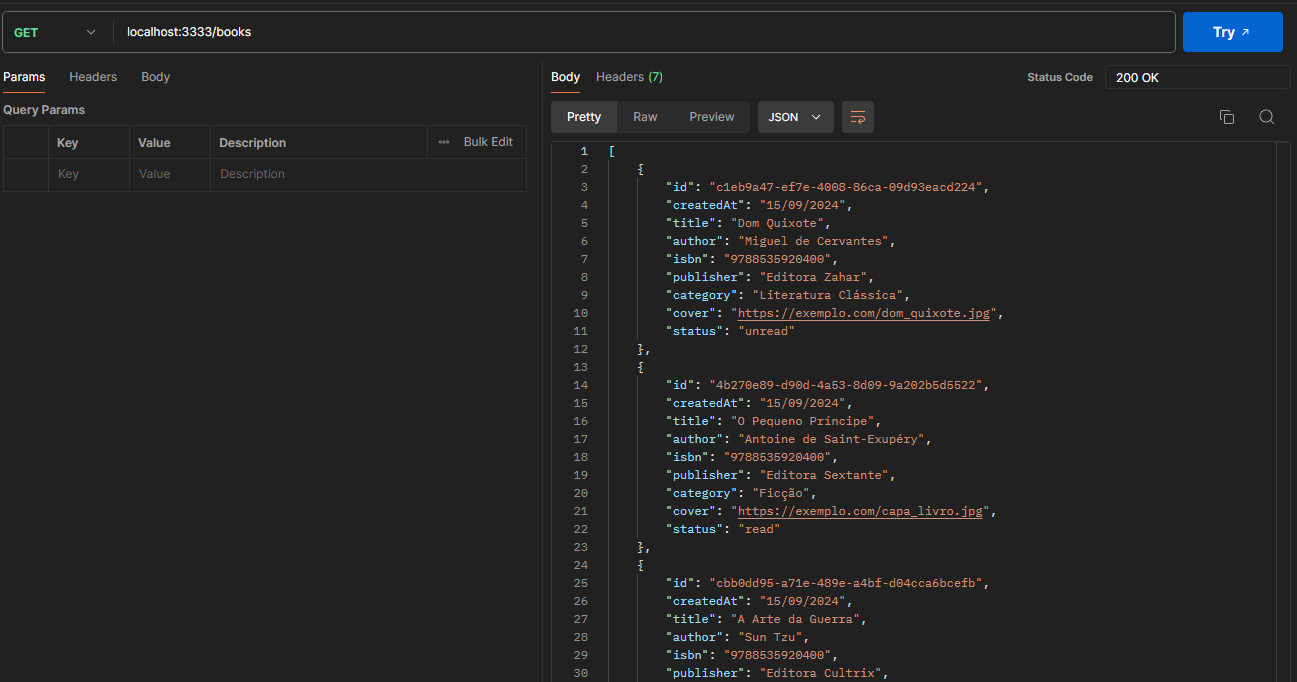 GET localhost:3333/books Try ↗
Params Headers Body
Query Params
Key Value Description ••• Bulk Edit
Key Value Description
Body Headers (7) Status Code 200 OK
Pretty Raw Preview JSON
1 [
2 {
3 "id": "c1eb9a47-ef7e-4008-86ca-09d93eacd224",
4 "createdAt": "15/09/2024",
5 "title": "Dom Quixote",
6 "author": "Miguel de Cervantes",
7 "isbn": "9788535920400",
8 "publisher": "Editora Zahar",
9 "category": "Literatura Clássica",
10 "cover": "https://exemplo.com/dom_quixote.jpg",
11 "status": "unread"
12 },
13 {
14 "id": "4b270e89-d90d-4a53-8d09-9a202b5d5522",
15 "createdAt": "15/09/2024",
16 "title": "O Pequeno Príncipe",
17 "author": "Antoine de Saint-Exupéry",
18 "isbn": "9788535920400",
19 "publisher": "Editora Sextante",
20 "category": "Ficção",
21 "cover": "https://exemplo.com/capa_livro.jpg",
22 "status": "read"
23 },
24 {
25 "id": "cbb0dd95-a71e-489e-a4bf-d04cca6bcefb",
26 "createdAt": "15/09/2024",
27 "title": "A Arte da Guerra",
28 "author": "Sun Tzu",
29 "isbn": "9788535920400",
30 "publisher": "Editora Cultrix",